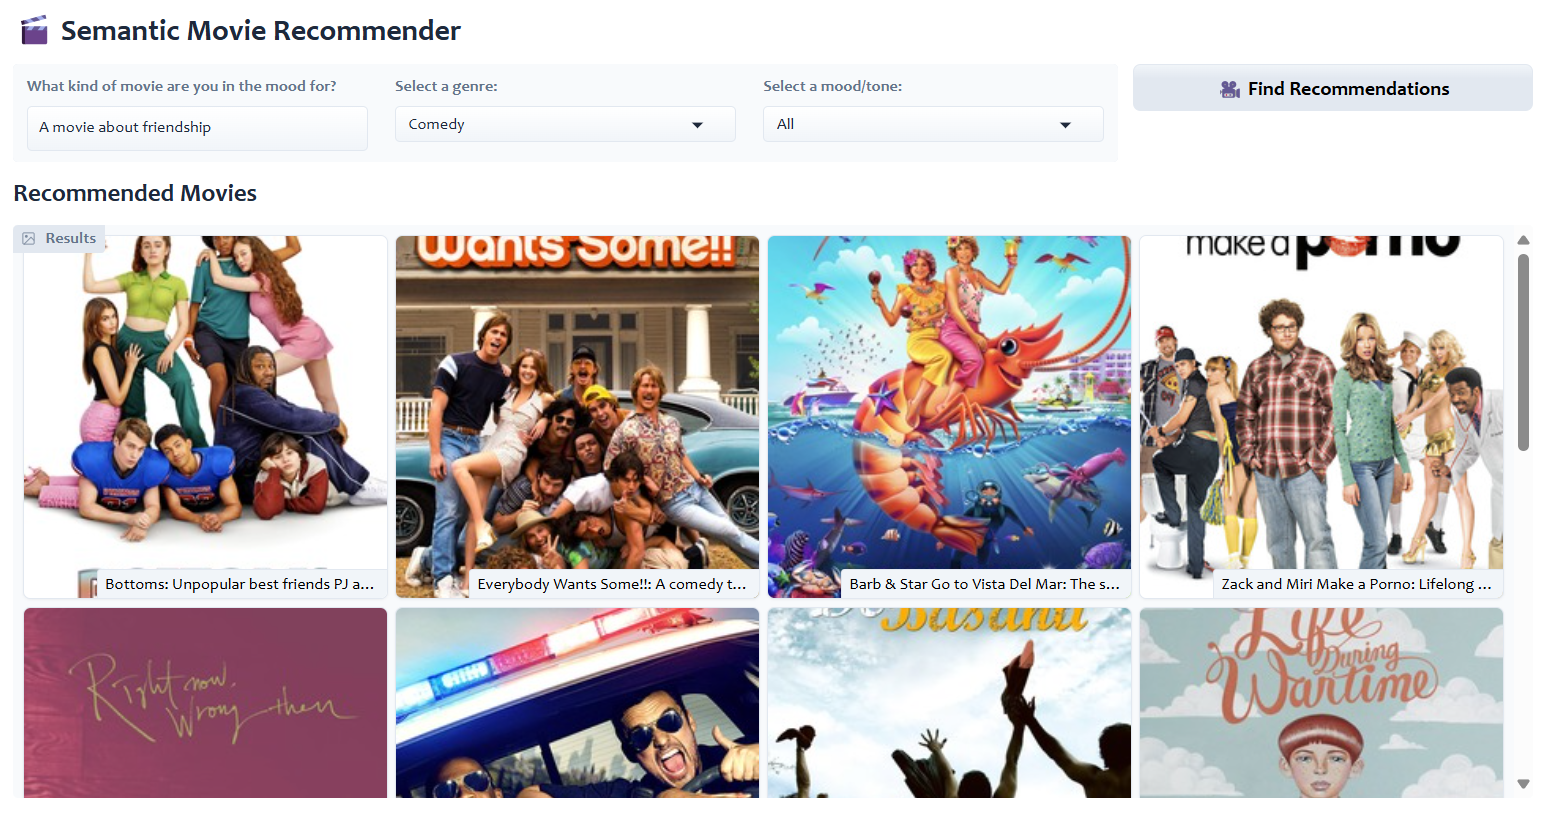 Semantic Movie Recommender
What kind of movie are you in the mood for?
Select a genre:
Select a mood/tone:
Find Recommendations
A movie about friendship
Comedy
All
Recommended Movies
Results
Wants Some!!
make a porno
Bottoms: Unpopular best friends PJ a...
Everybody Wants Some!!: A comedy t...
Barb & Star Go to Vista Del Mar: The s...
Zack and Miri Make a Porno: Lifelong ...
Right now,
Wrong then
Life
During
Wartime